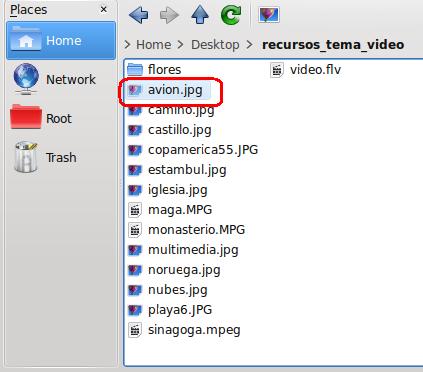 Places ×
Home
Network
Root
Trash
> Home > Desktop > recursos_tema_video
flores
avion.jpg
camino.jpg
castillo.jpg
copamerica55.JPG
estambul.jpg
iglesia.jpg
maga.MPG
monasterio.MPG
multimedia.jpg
noruega.jpg
nubes.jpg
playa6.JPG
sinagoga.mpeg
video.flv